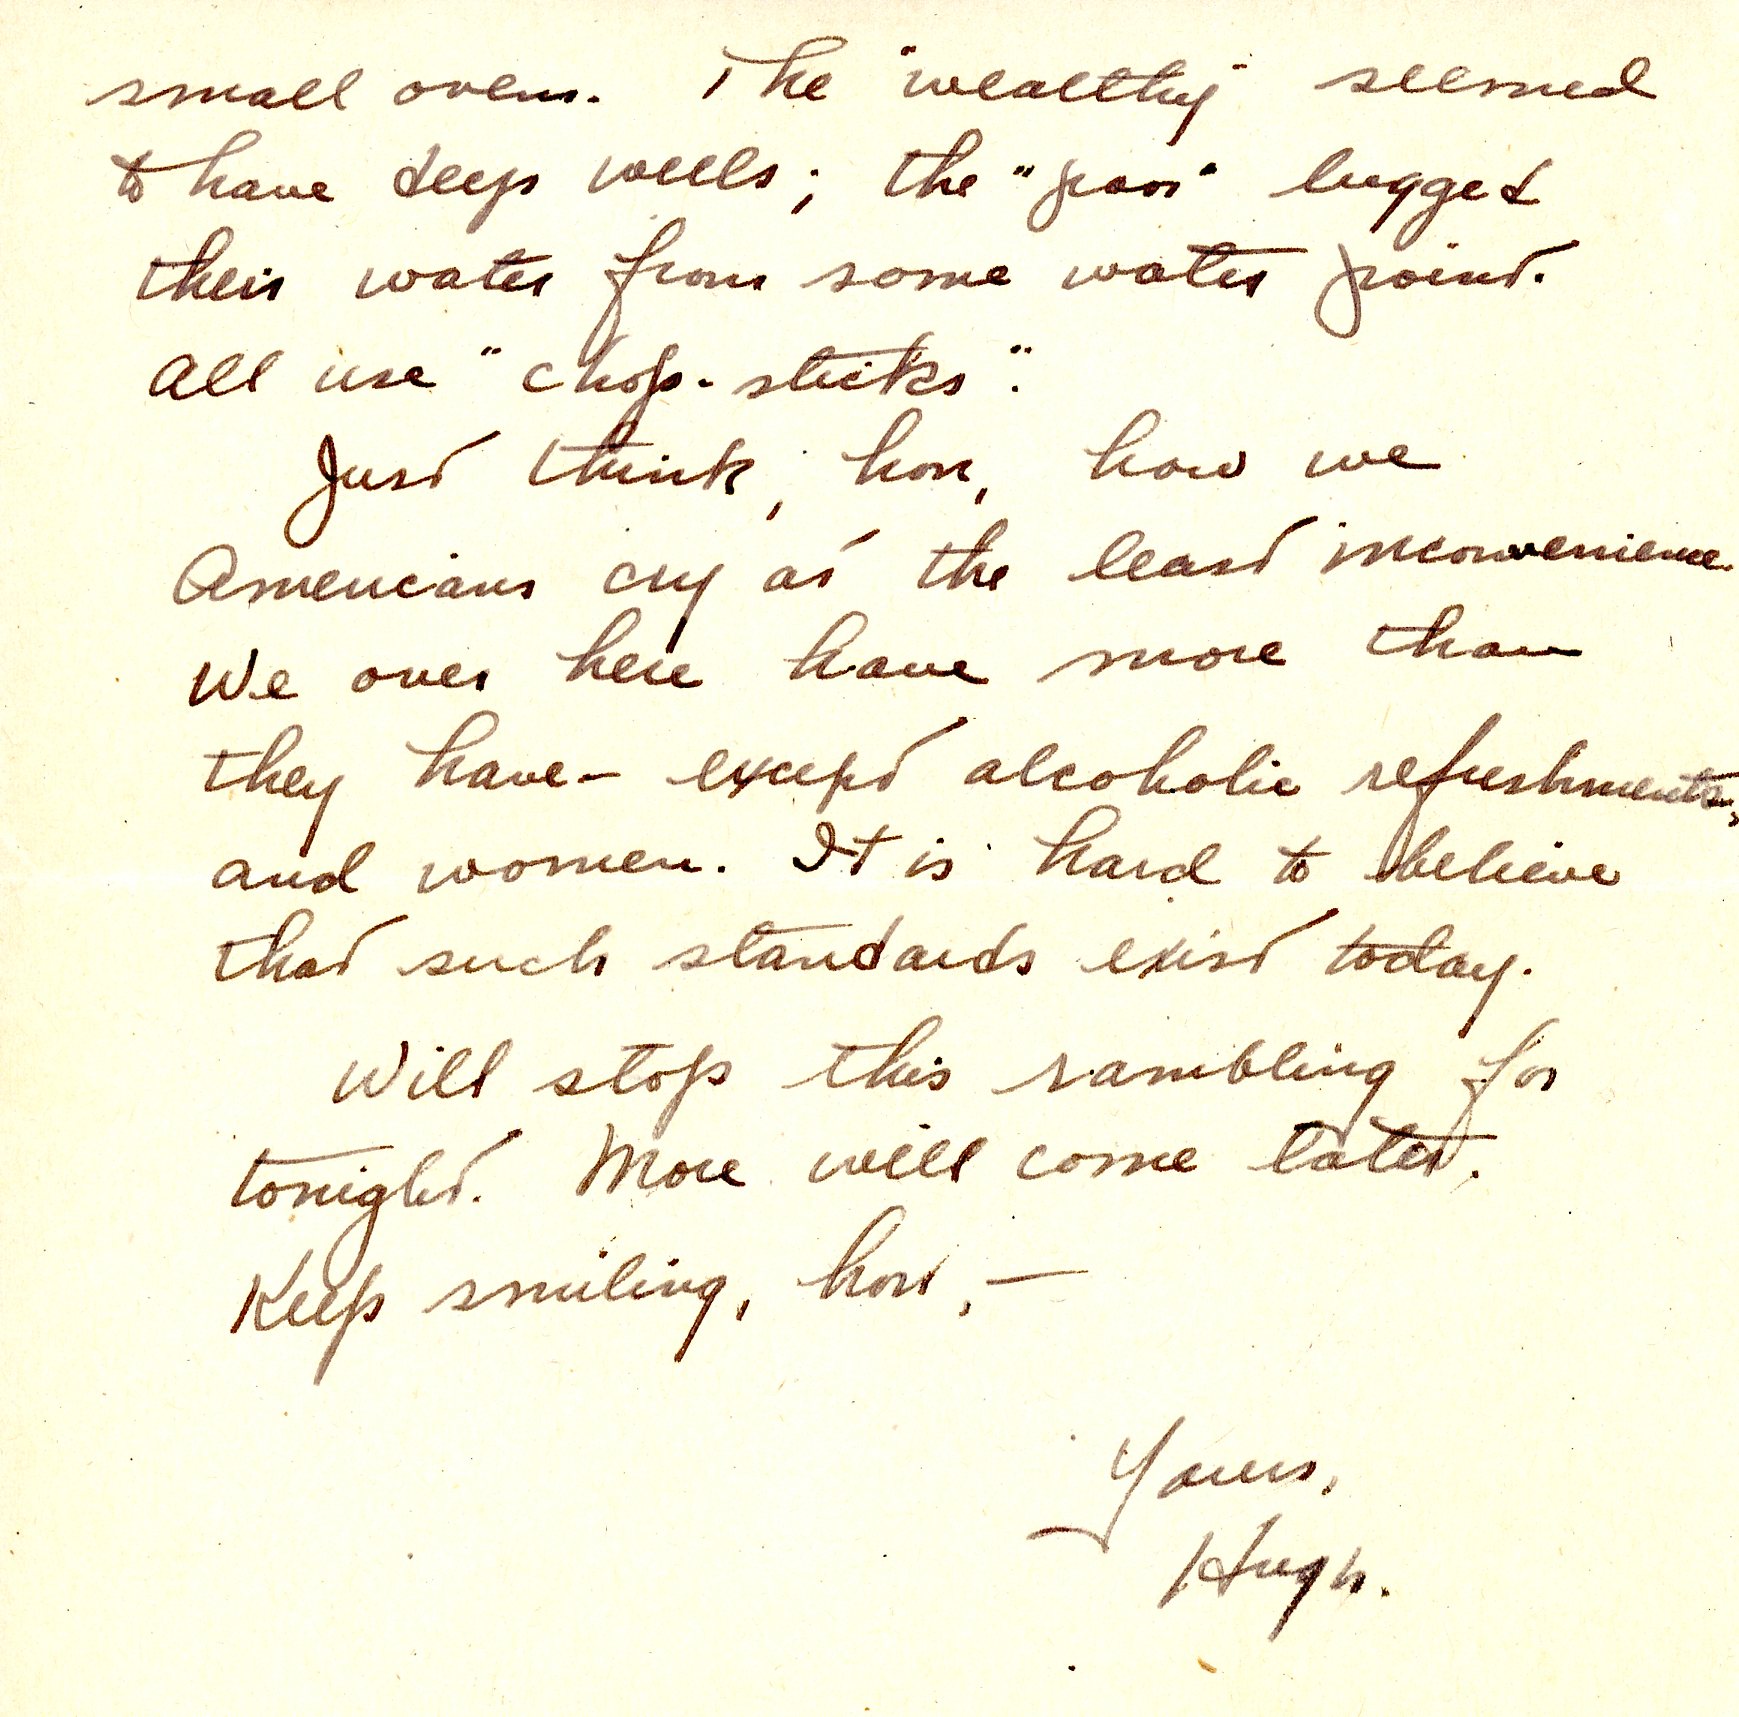 small oven. The "wealthy" seemed
to have deep wells; the "poor" lugged
their water from some water point.
All use "chop-sticks".
Just think, hon, how we
Americans cry at the least inconvenience.
We over here have more than
they have - except alcoholic refreshments,
and women. It is hard to believe
that such standards exist today.
Will stop this rambling for
tonight. More will come later.
Keep smiling, hon, —
Yours,
Hugh.